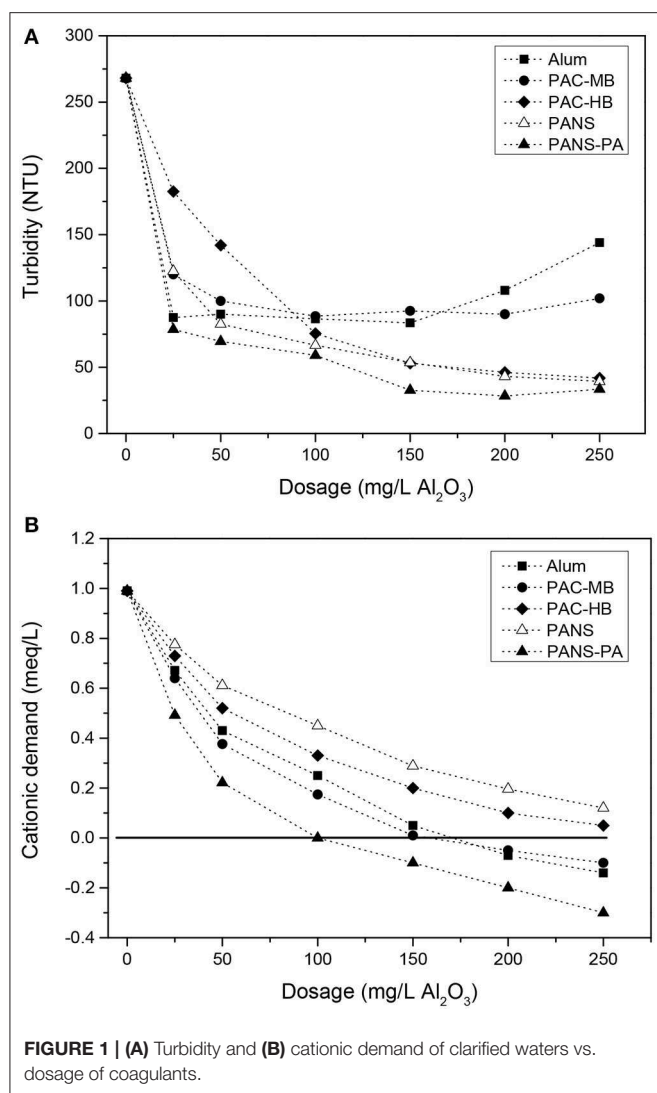 A
300
250
200
150
100
50
0
Turbidity (NTU)
Alum
PAC-MB
PAC-HB
PANS
PANS-PA
0 50 100 150 200 250
Dosage (mg/L Al₂O₃)
B
1.2
1.0
0.8
0.6
0.4
0.2
0.0
-0.2
-0.4
Cationic demand (meq/L)
Alum
PAC-MB
PAC-HB
PANS
PANS-PA
0 50 100 150 200 250
Dosage (mg/L Al₂O₃)
FIGURE 1 | (A) Turbidity and (B) cationic demand of clarified waters vs.
dosage of coagulants.